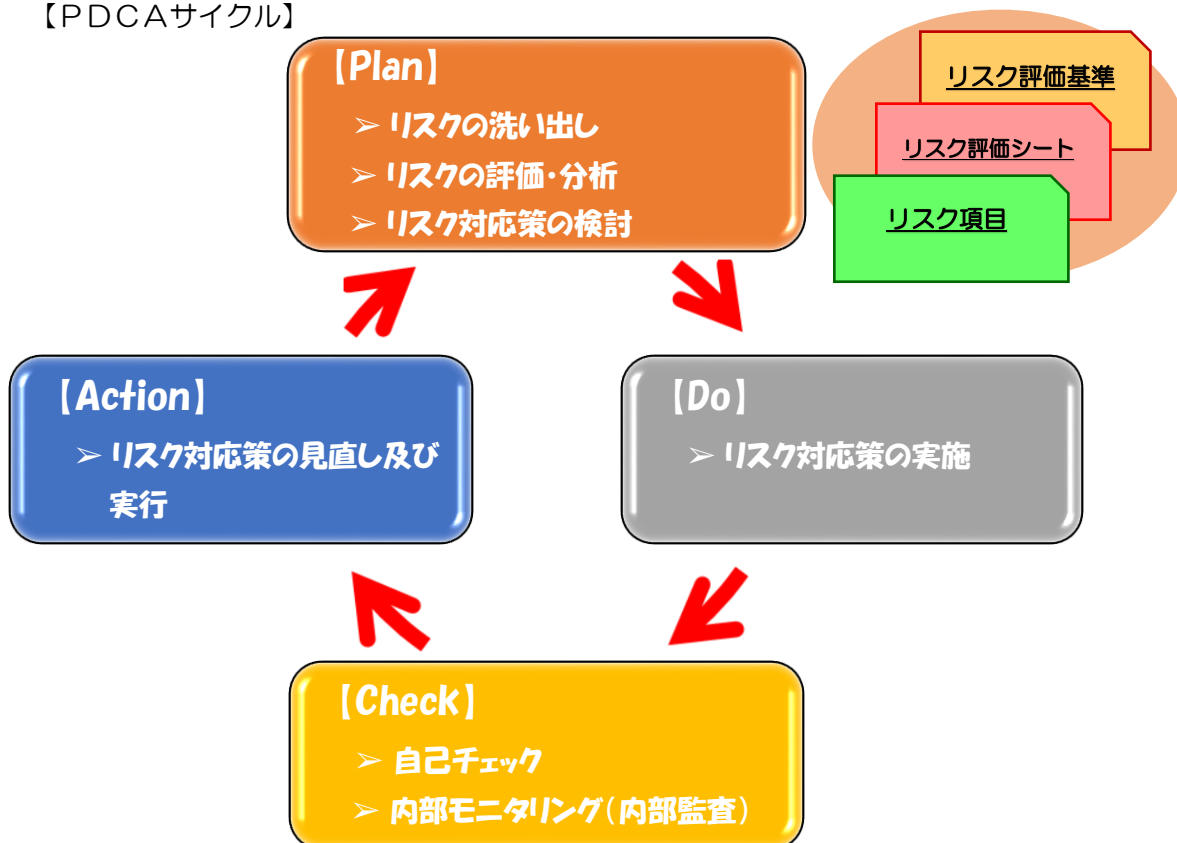 【ＰＤＣＡサイクル】
【Plan】
➢ リスクの洗い出し
➢ リスクの評価・分析
➢ リスク対応策の検討
リスク評価基準
リスク評価シート
リスク項目
【Action】
➢ リスク対応策の見直し及び
実行
【Do】
➢ リスク対応策の実施
【Check】
➢ 自己チェック
➢ 内部モニタリング（内部監査）